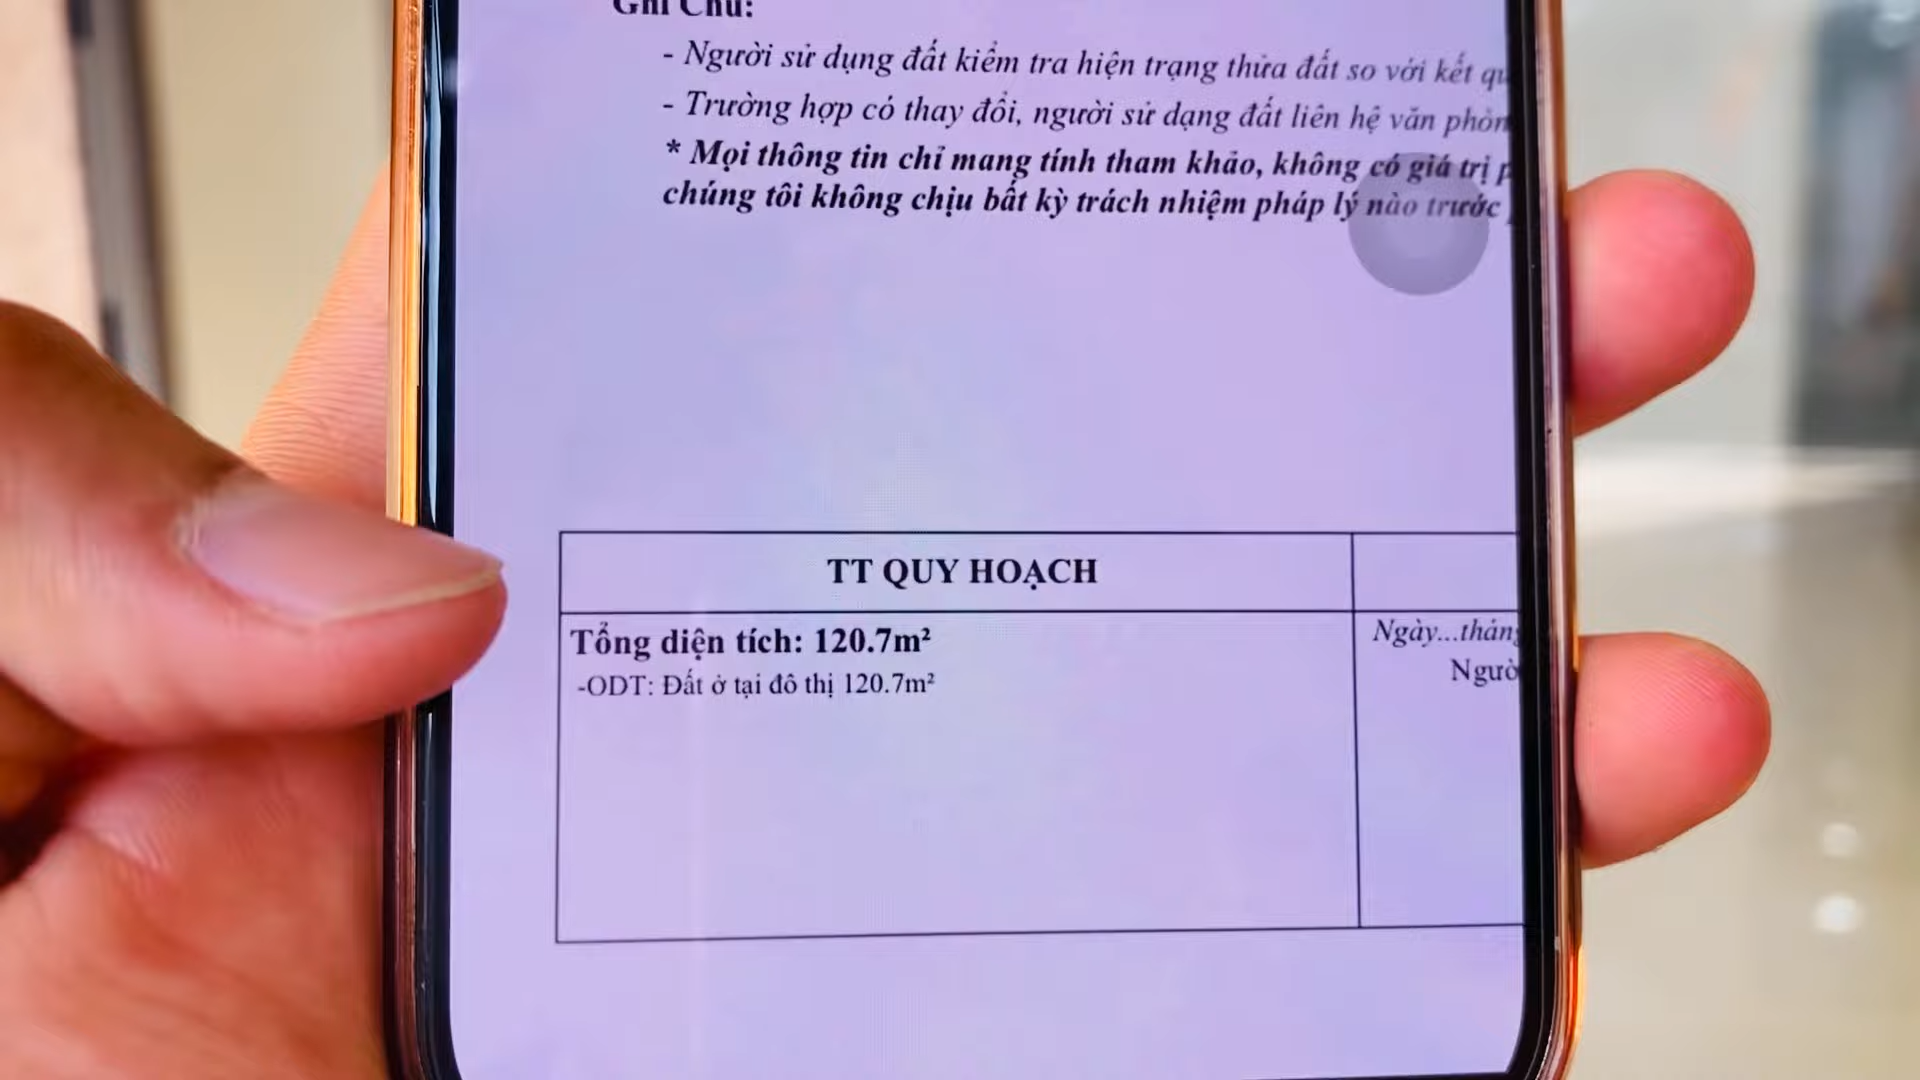 Ghi Chú:
- Người sử dụng đất kiểm tra hiện trạng thửa đất so với kết
- Trường hợp có thay đổi, người sử dạng đất liên hệ văn
* Mọi thông tin chỉ mang tính tham khảo, không có giá trị
chúng tôi không chịu bất kỳ trách nhiệm pháp lý nào trước
TT QUY HOẠCH
Tổng diện tích: 120.7m²
Ngày...
-ODT: Đất ở tại đô thị 120.7m²